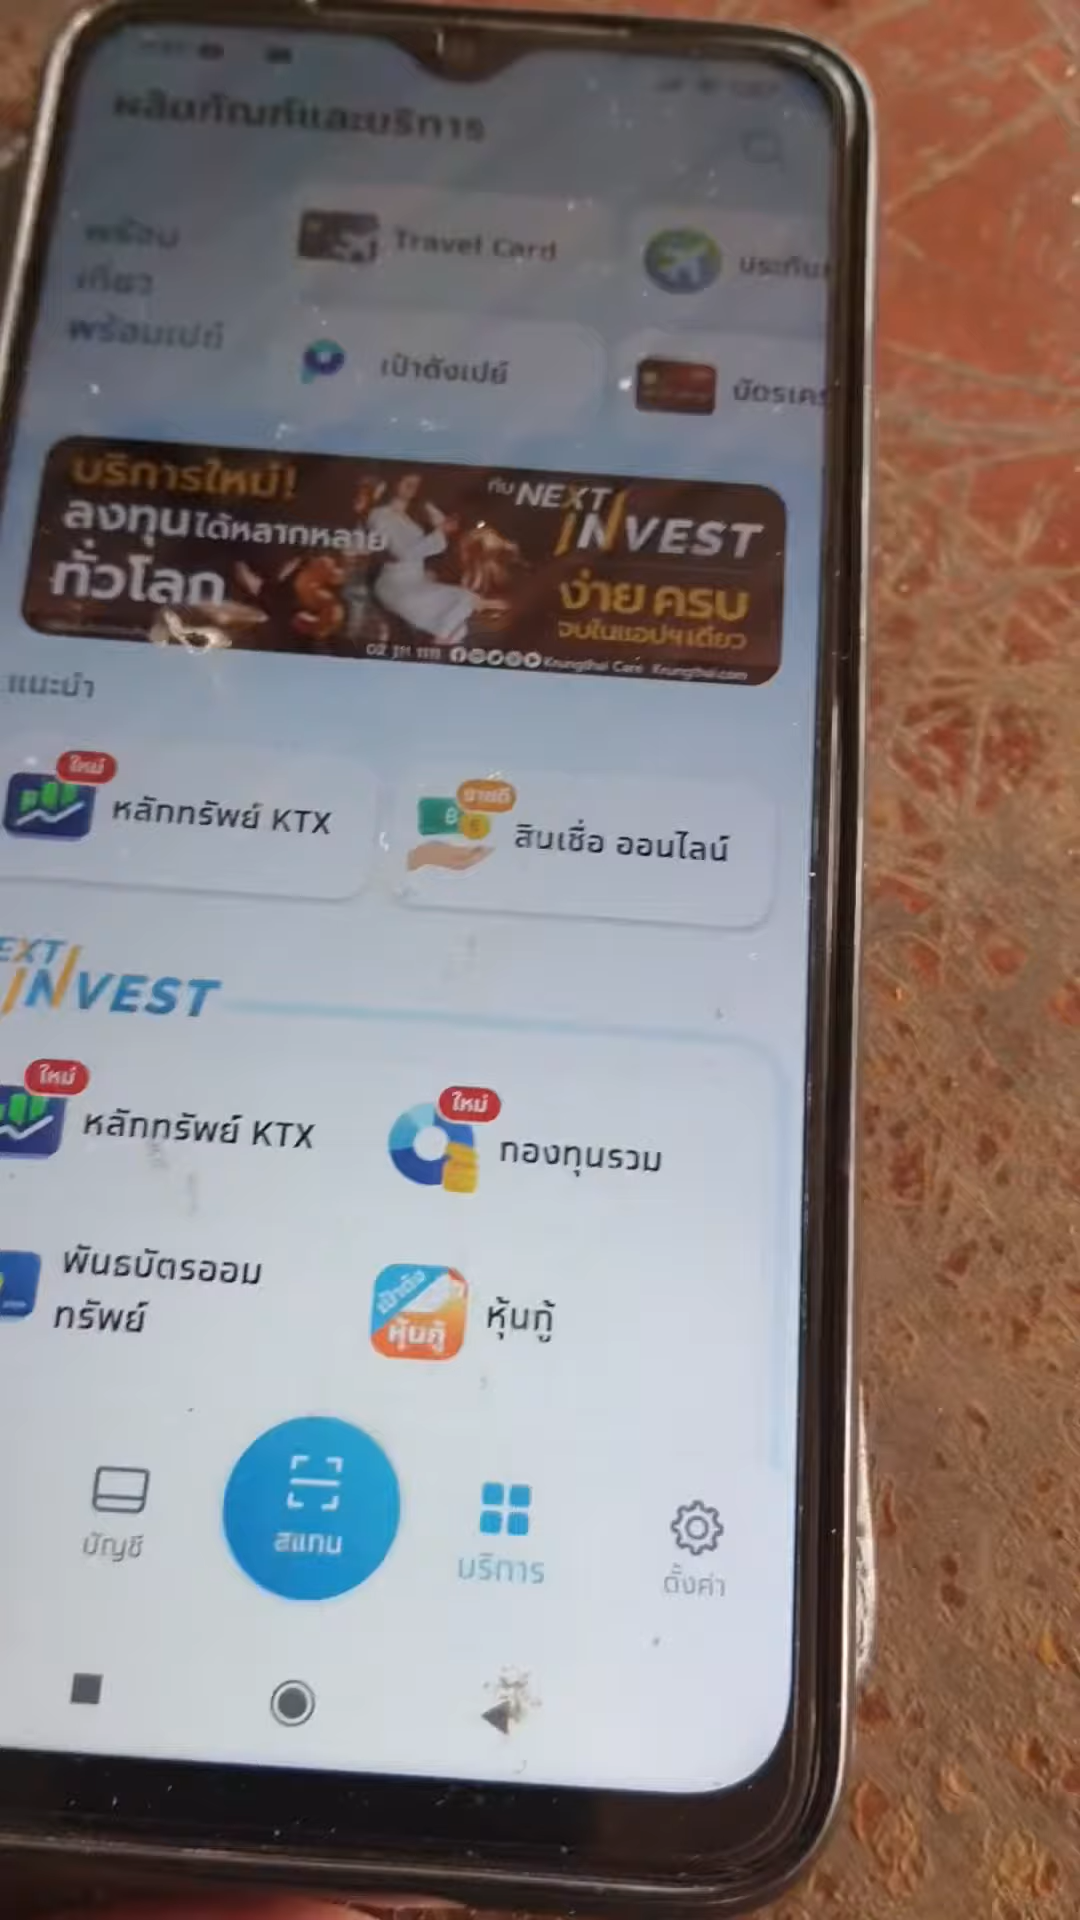 ผลิตภัณฑ์และบริการ
พร้อม
เที่ยว
พร้อมเปย์
Travel Card
เป๋าตังเปย์
บริการใหม่!
ลงทุนได้หลากหลาย
ทั่วโลก
กับ NEXT
INVEST
ง่าย ครบ
จบในแอปฯเดียว
02 111 1111 Krungthai Care Krungthai.com
แนะนำ
ใหม่
หลักทรัพย์ KTX
ขายดี
สินเชื่อ ออนไลน์
EXT
INVEST
ใหม่
หลักทรัพย์ KTX
ใหม่
กองทุนรวม
พันธบัตรออม
ทรัพย์
เป๋าตัง
หุ้นกู้
หุ้นกู้
บัญชี
สแกน
บริการ
ตั้งค่า